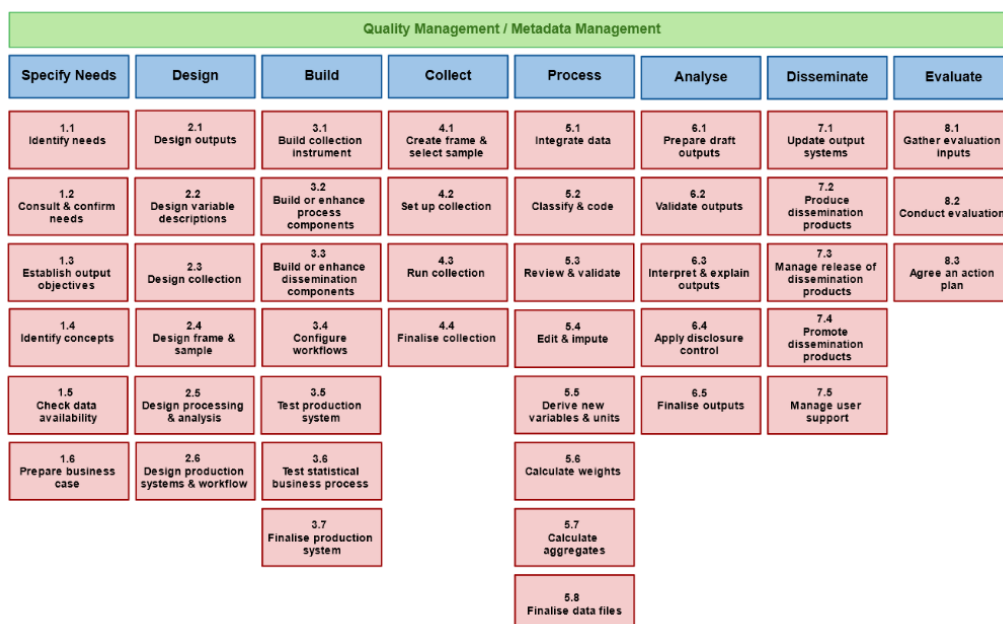 Quality Management / Metadata Management
Specify Needs
Design
Build
Collect
Process
Analyse
Disseminate
Evaluate
1.1
Identify needs
2.1
Design outputs
3.1
Build collection
instrument
4.1
Create frame &
select sample
5.1
Integrate data
6.1
Prepare draft
outputs
7.1
Update output
systems
8.1
Gather evaluation
inputs
1.2
Consult & confirm
needs
2.2
Design variable
descriptions
3.2
Build or enhance
process
components
4.2
Set up collection
5.2
Classify & code
6.2
Validate outputs
7.2
Produce
dissemination
products
8.2
Conduct evaluation
1.3
Establish output
objectives
2.3
Design collection
3.3
Build or enhance
dissemination
components
4.3
Run collection
5.3
Review & validate
6.3
Interpret & explain
outputs
7.3
Manage release of
dissemination
products
8.3
Agree an action
plan
1.4
Identify concepts
2.4
Design frame &
sample
3.4
Configure
workflows
4.4
Finalise collection
5.4
Edit & impute
6.4
Apply disclosure
control
7.4
Promote
dissemination
products
1.5
Check data
availability
2.5
Design processing
& analysis
3.5
Test production
system
5.5
Derive new
variables & units
6.5
Finalise outputs
7.5
Manage user
support
1.6
Prepare business
case
2.6
Design production
systems & workflow
3.6
Test statistical
business process
5.6
Calculate weights
3.7
Finalise production
system
5.7
Calculate
aggregates
5.8
Finalise data files